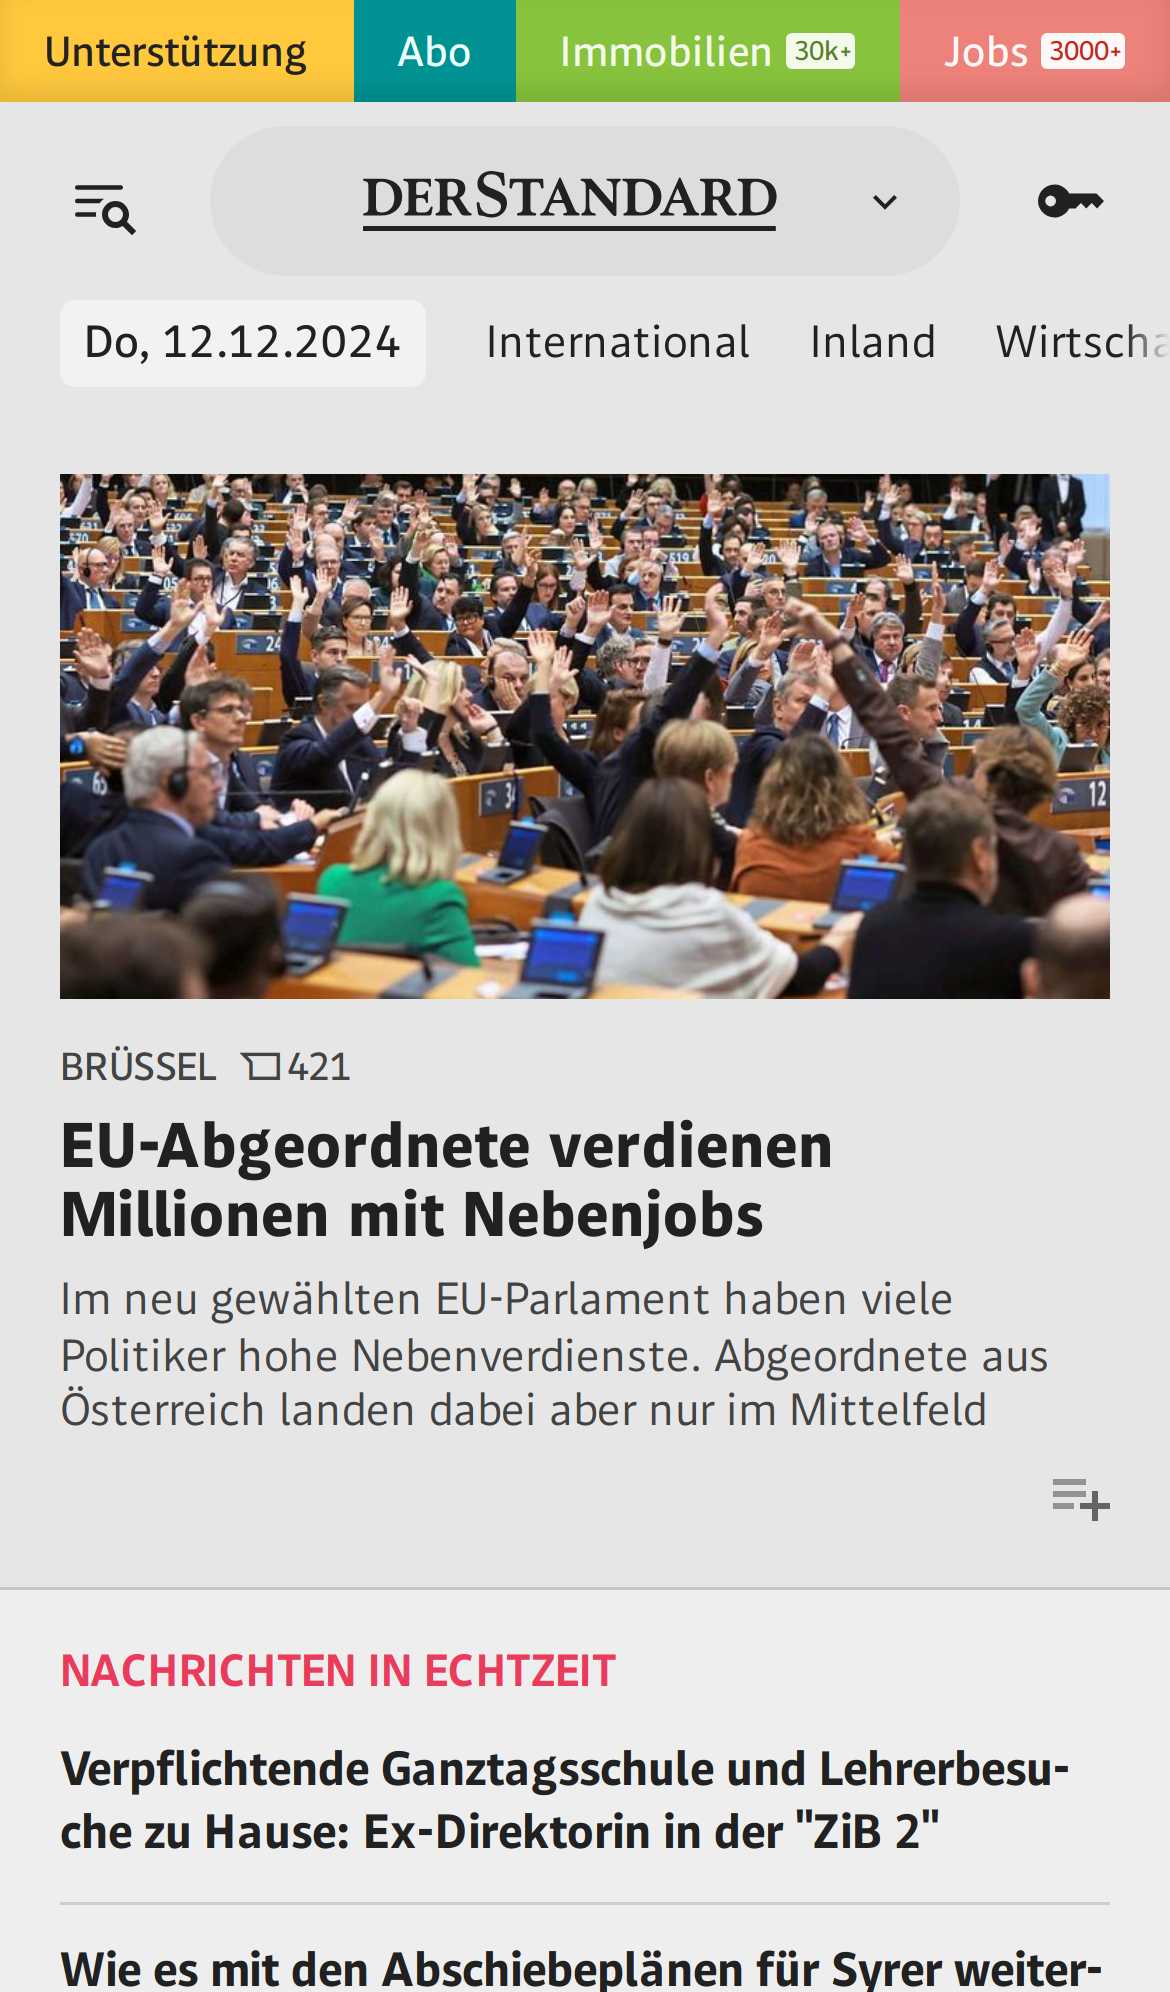 Unterstützung Abo Immobilien 30k+ Jobs 3000+
DERSTANDARD
Do, 12.12.2024 International Inland Wirtscha
BRÜSSEL 421
EU-Abgeordnete verdienen
Millionen mit Nebenjobs
Im neu gewählten EU-Parlament haben viele
Politiker hohe Nebenverdienste. Abgeordnete aus
Österreich landen dabei aber nur im Mittelfeld
NACHRICHTEN IN ECHTZEIT
Verpflichtende Ganztagsschule und Lehrerbesu-
che zu Hause: Ex-Direktorin in der "ZiB 2"
Wie es mit den Abschiebeplänen für Syrer weiter-